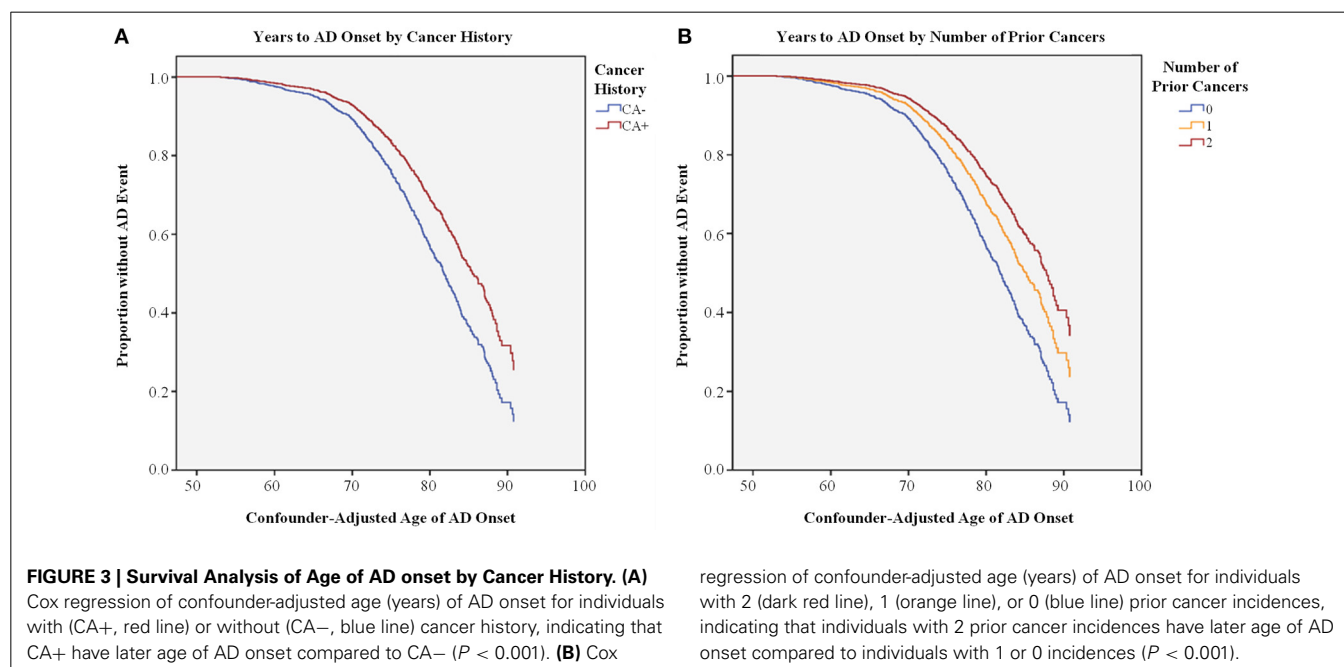 A
Years to AD Onset by Cancer History
Cancer
History
CA-
CA+
Proportion without AD Event
1.0
0.8
0.6
0.4
0.2
0.0
50
60
70
80
90
100
Confounder-Adjusted Age of AD Onset
B
Years to AD Onset by Number of Prior Cancers
Number of
Prior Cancers
0
1
2
Proportion without AD Event
1.0
0.8
0.6
0.4
0.2
0.0
50
60
70
80
90
100
Confounder-Adjusted Age of AD Onset
FIGURE 3 | Survival Analysis of Age of AD onset by Cancer History. (A)
Cox regression of confounder-adjusted age (years) of AD onset for individuals
with (CA+, red line) or without (CA−, blue line) cancer history, indicating that
CA+ have later age of AD onset compared to CA− (P < 0.001). (B) Cox
regression of confounder-adjusted age (years) of AD onset for individuals
with 2 (dark red line), 1 (orange line), or 0 (blue line) prior cancer incidences,
indicating that individuals with 2 prior cancer incidences have later age of AD
onset compared to individuals with 1 or 0 incidences (P < 0.001).